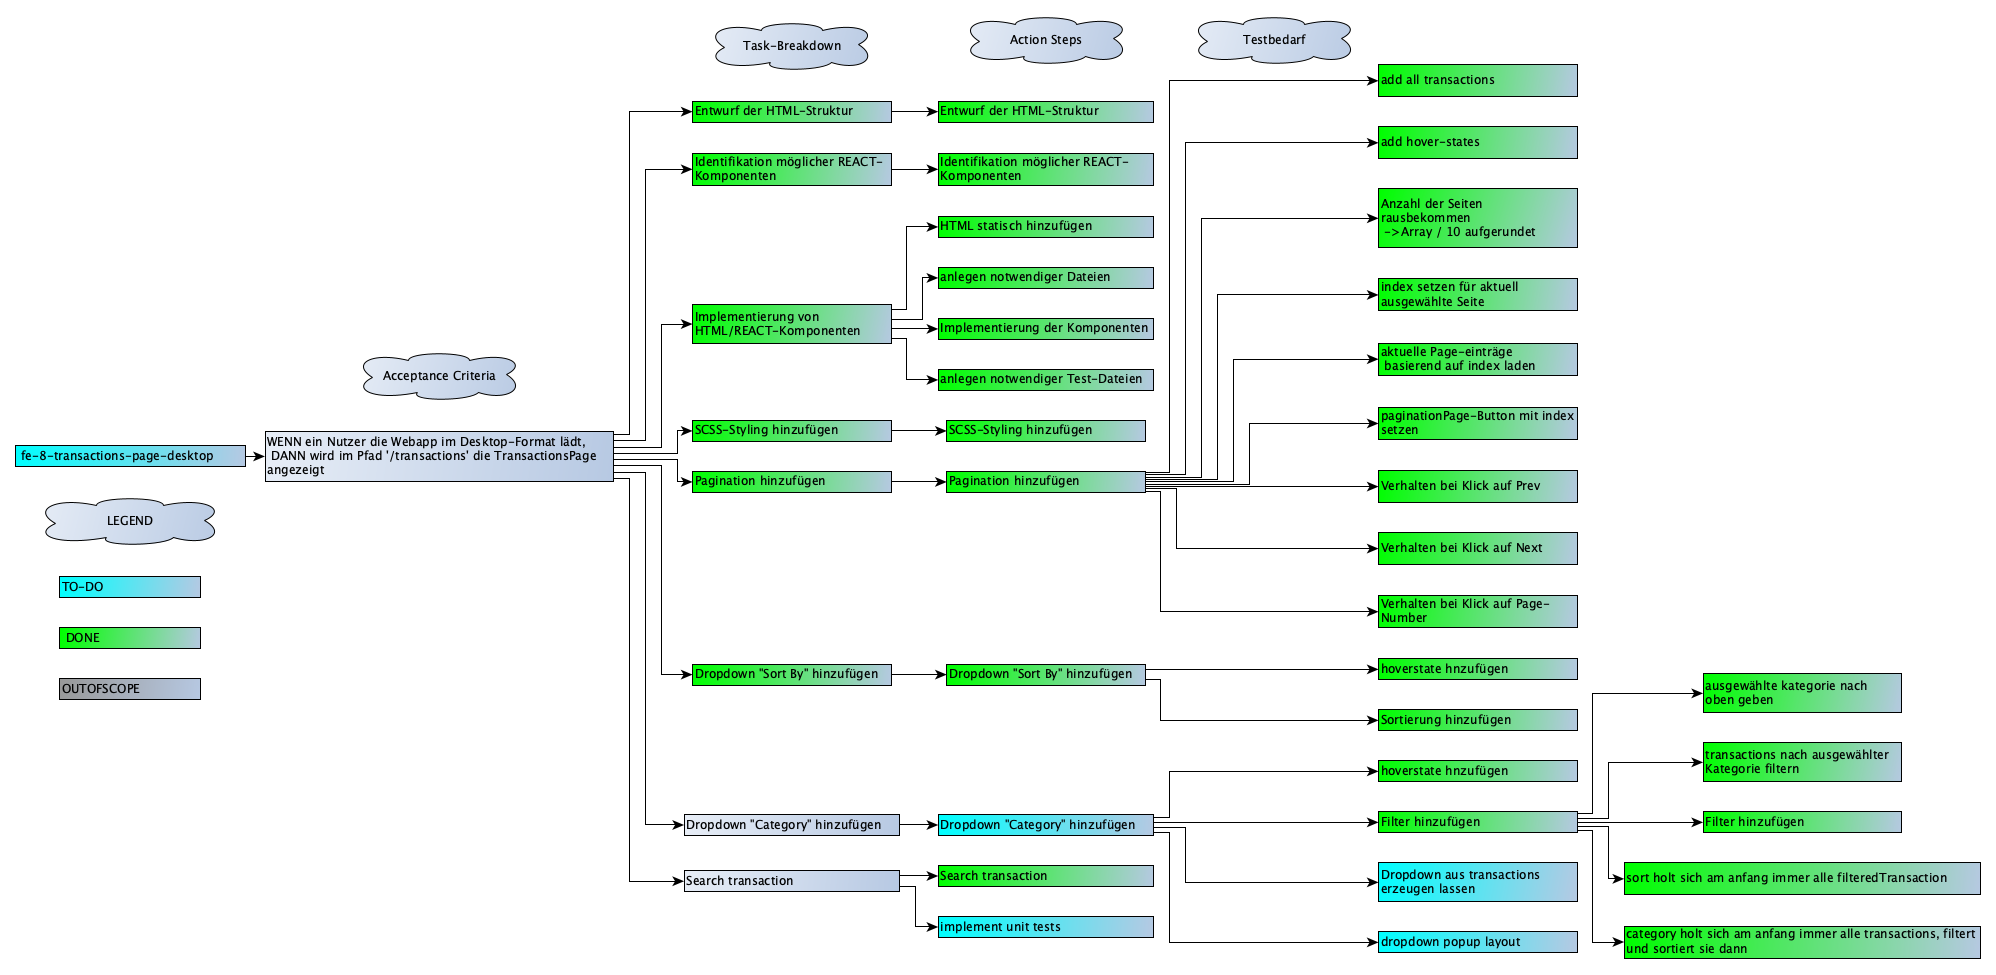 Task-Breakdown
Action Steps
Testbedarf
add all transactions
Entwurf der HTML-Struktur
Entwurf der HTML-Struktur
add hover-states
Identifikation möglicher REACT-
Komponenten
Identifikation möglicher REACT-
Komponenten
Anzahl der Seiten
rausbekommen
->Array / 10 aufgerundet
HTML statisch hinzufügen
anlegen notwendiger Dateien
index setzen für aktuell
ausgewählte Seite
Implementierung von
HTML/REACT-Komponenten
Implementierung der Komponenten
aktuelle Page-einträge
basierend auf index laden
Acceptance Criteria
anlegen notwendiger Test-Dateien
paginationPage-Button mit index
setzen
SCSS-Styling hinzufügen
SCSS-Styling hinzufügen
fe-8-transactions-page-desktop
WENN ein Nutzer die Webapp im Desktop-Format lädt,
DANN wird im Pfad '/transactions' die TransactionsPage
angezeigt
Pagination hinzufügen
Pagination hinzufügen
Verhalten bei Klick auf Prev
LEGEND
Verhalten bei Klick auf Next
TO-DO
Verhalten bei Klick auf Page-
Number
DONE
Dropdown "Sort By" hinzufügen
Dropdown "Sort By" hinzufügen
hoverstate hnzufügen
OUTOFSCOPE
ausgewählte kategorie nach
oben geben
Sortierung hinzufügen
transactions nach ausgewählter
Kategorie filtern
hoverstate hnzufügen
Dropdown "Category" hinzufügen
Dropdown "Category" hinzufügen
Filter hinzufügen
Filter hinzufügen
Search transaction
Search transaction
Dropdown aus transactions
erzeugen lassen
sort holt sich am anfang immer alle filteredTransaction
implement unit tests
dropdown popup layout
category holt sich am anfang immer alle transactions, filtert
und sortiert sie dann